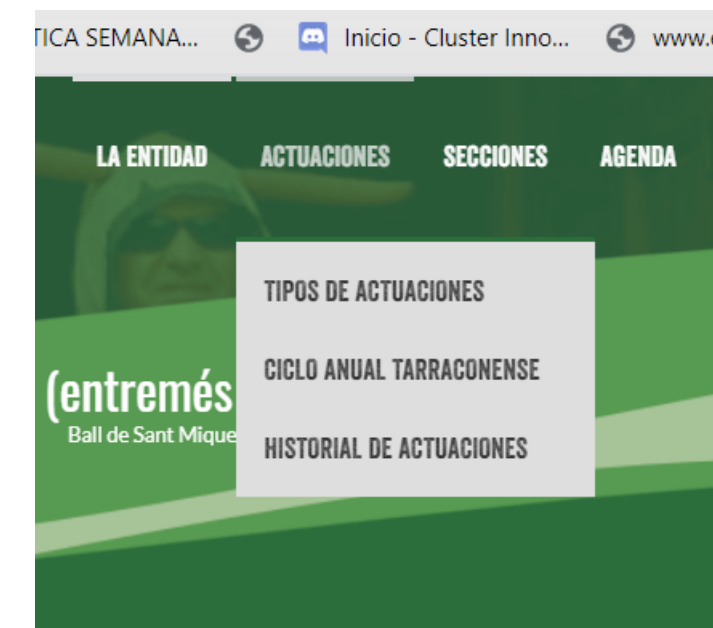 TICA SEMANA... Inicio - Cluster Inno... www.
LA ENTIDAD ACTUACIONES SECCIONES AGENDA
TIPOS DE ACTUACIONES
CICLO ANUAL TARRACONENSE
(entremés
Ball de Sant Mique
HISTORIAL DE ACTUACIONES